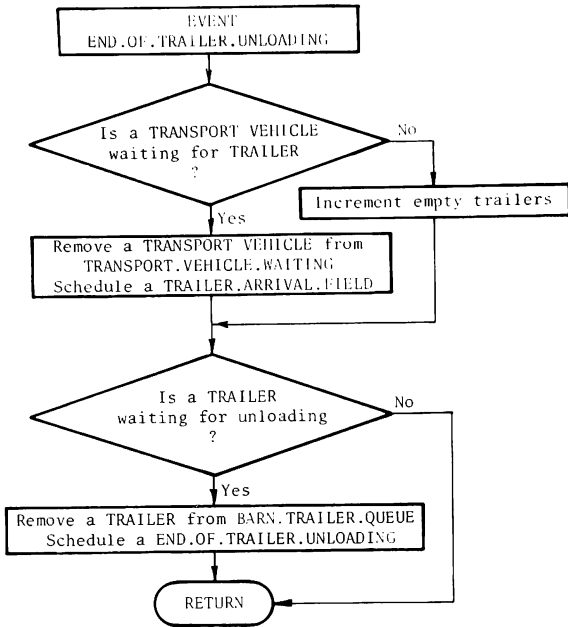 EVENT
END.OF.TRAILER.UNLOADING
Is a TRANSPORT VEHICLE
waiting for TRAILER
?
No
Increment empty trailers
Yes
Remove a TRANSPORT VEHICLE from
TRANSPORT.VEHICLE.WAITING
Schedule a TRAILER.ARRIVAL.FIELD
Is a TRAILER
waiting for unloading
?
No
Yes
Remove a TRAILER from BARN.TRAILER.QUEUE
Schedule a END.OF.TRAILER.UNLOADING
RETURN